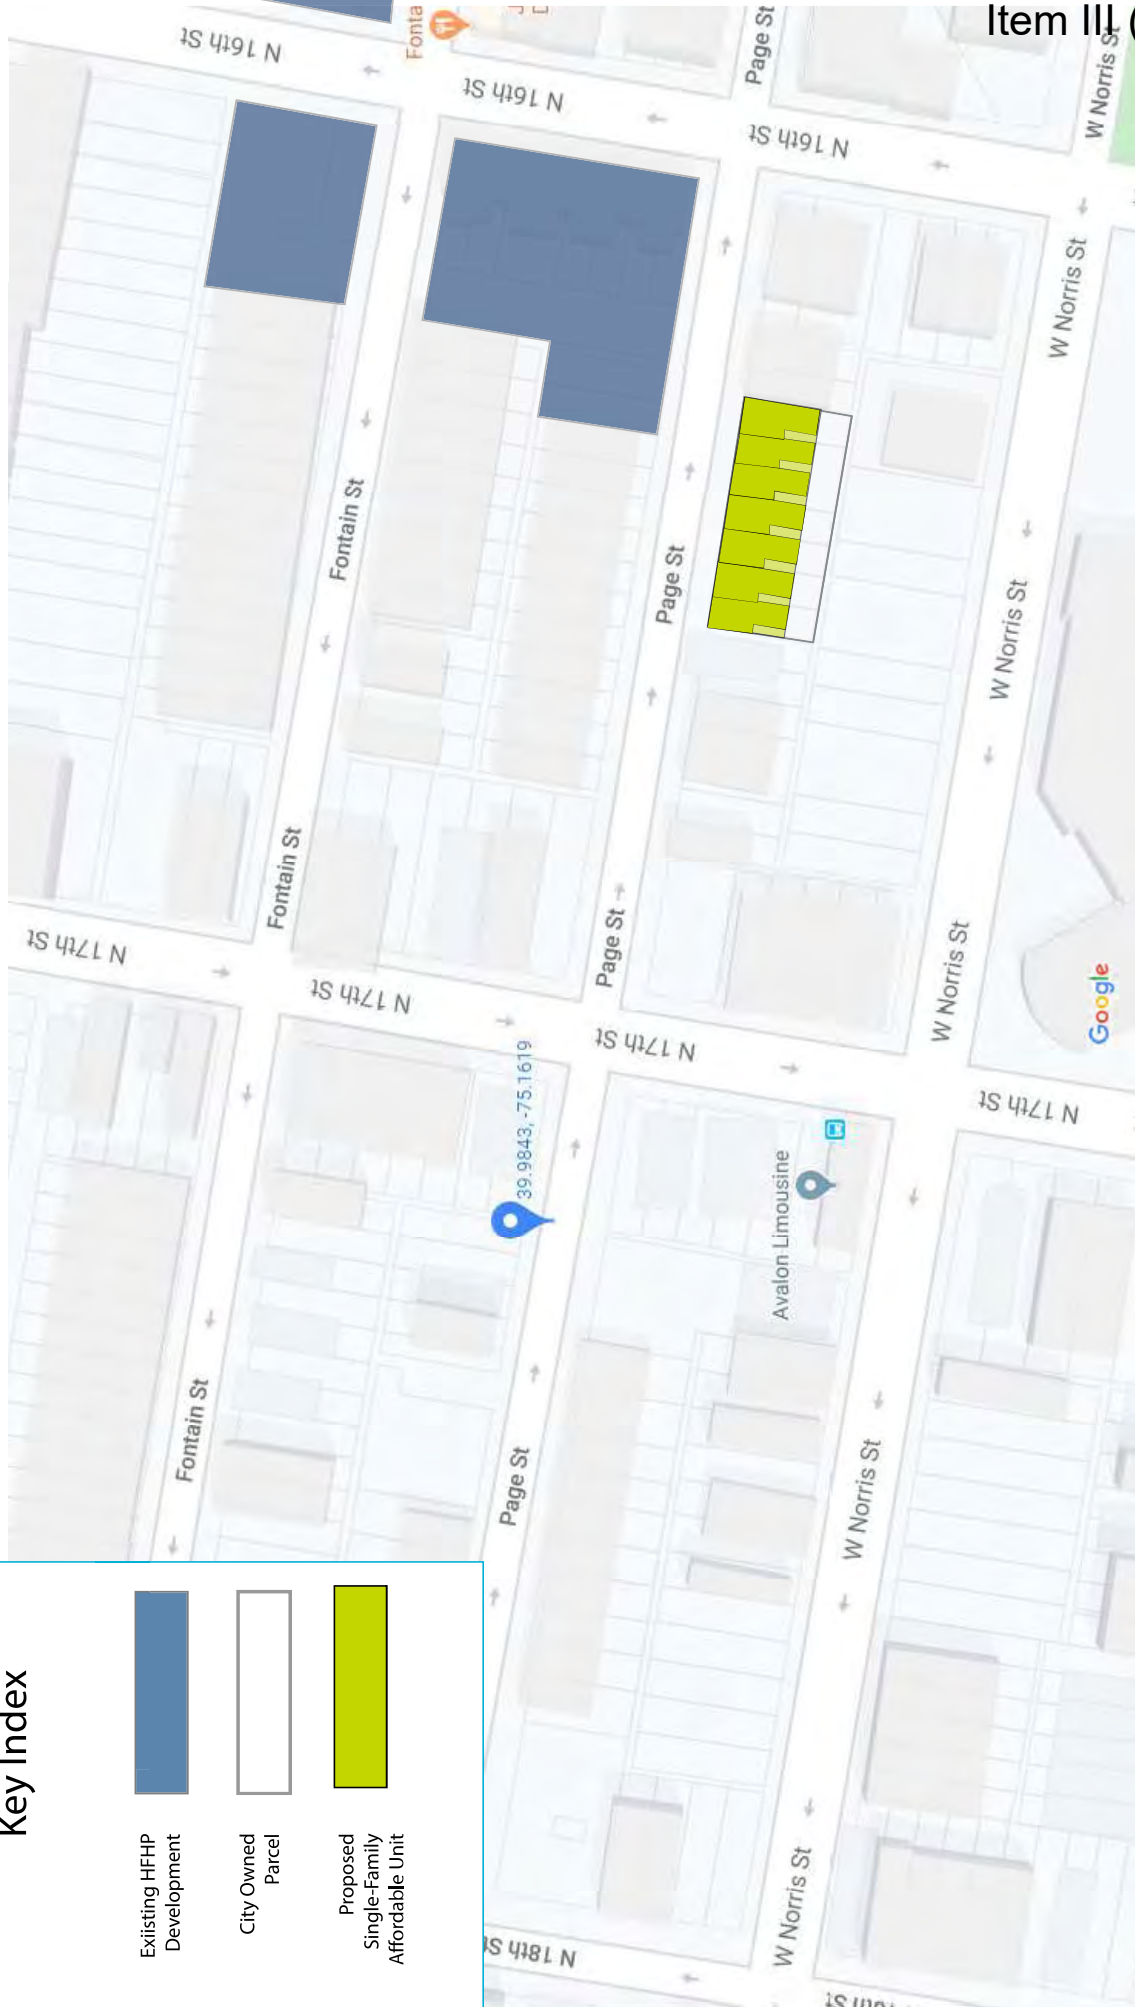 Item III (
N 16th St
N 16th St
N 16th St
Fonta
Page St
W Norris St
W Norris St
Fontain St
Page St
W Norris St
Fontain St
Page St
W Norris St
N 17th St
N 17th St
N 17th St
N 17th St
39.9843, -75.1619
Avalon Limousine
Google
Fontain St
Page St
W Norris St
W Norris St
N 18th St
Key Index
Exiisting HFHP
Development
City Owned
Parcel
Proposed
Single-Family
Affordable Unit